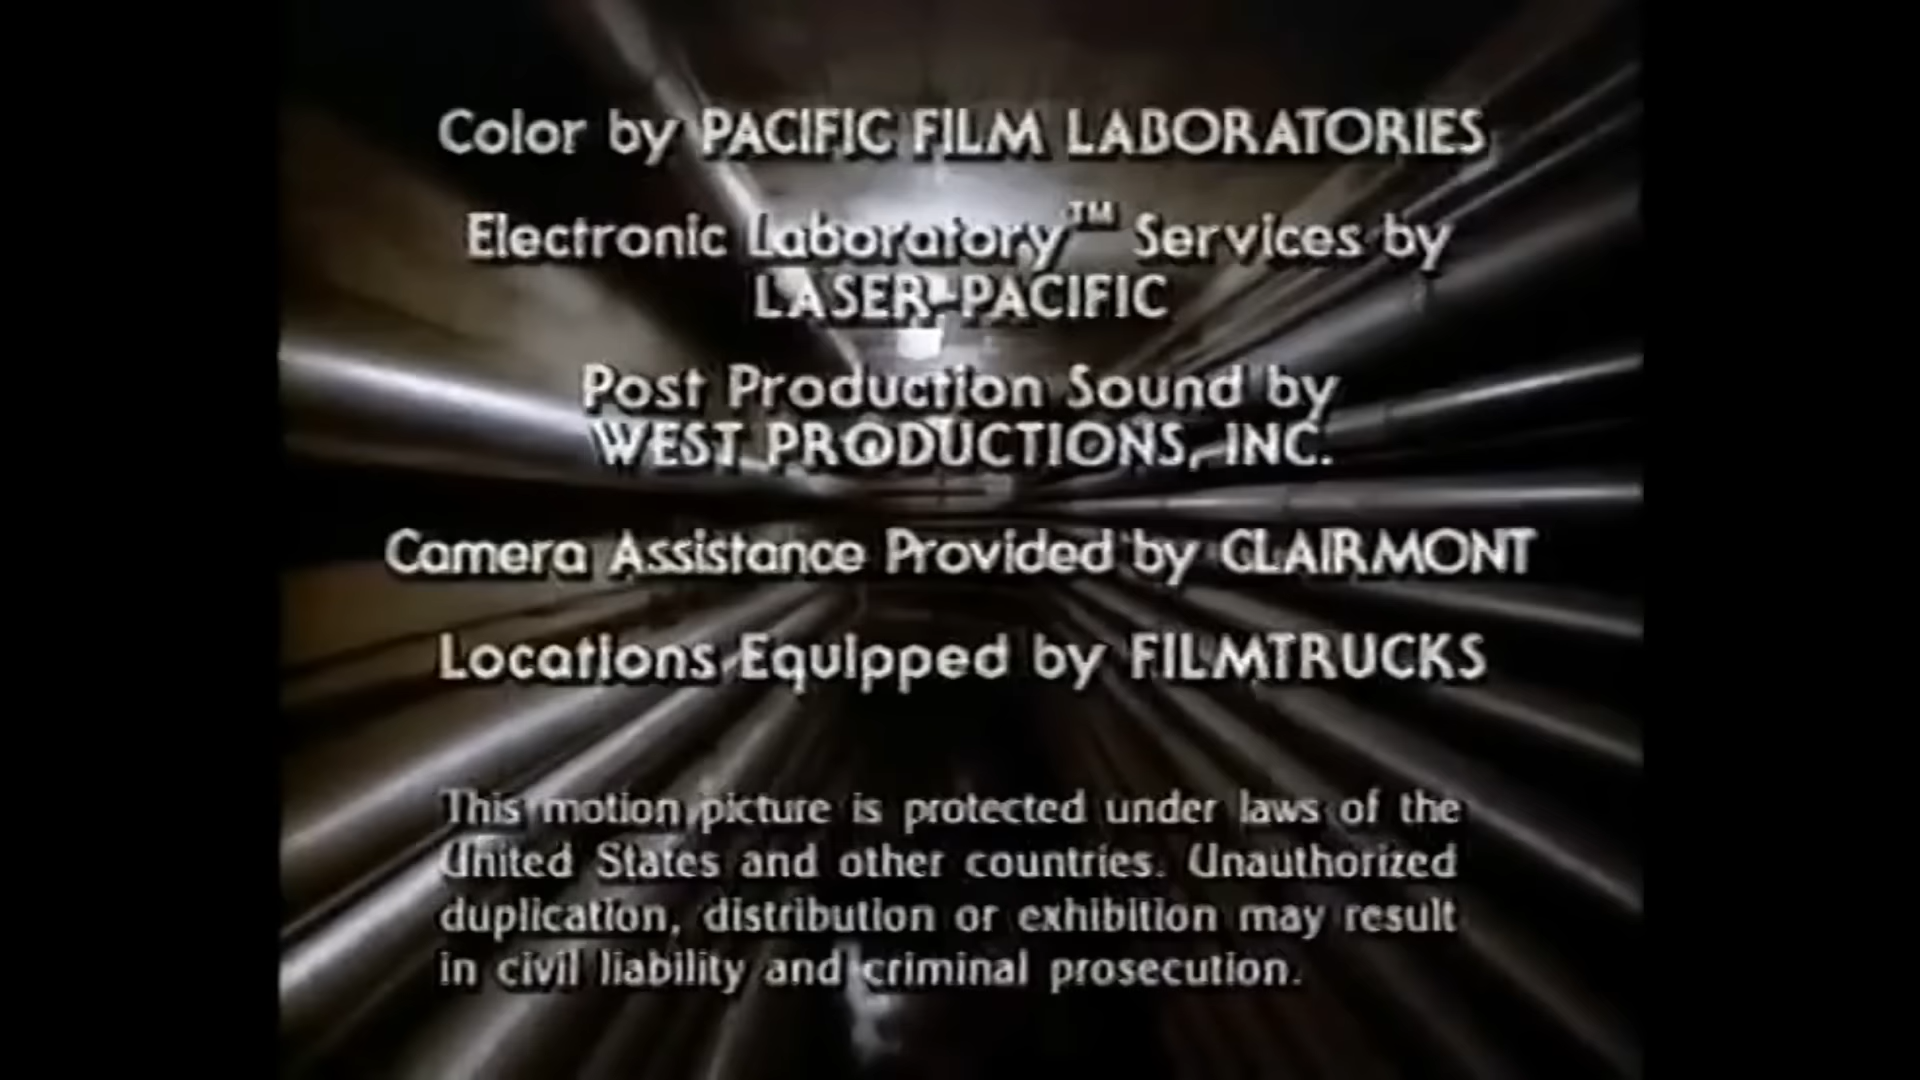 Color by PACIFIC FILM LABORATORIES
Electronic Laboratory™ Services by
LASER-PACIFIC
Post Production Sound by
WEST PRODUCTIONS, INC.
Camera Assistance Provided by CLAIRMONT
Locations Equipped by FILMTRUCKS
This motion picture is protected under laws of the
United States and other countries. Unauthorized
duplication, distribution or exhibition may result
in civil liability and criminal prosecution.